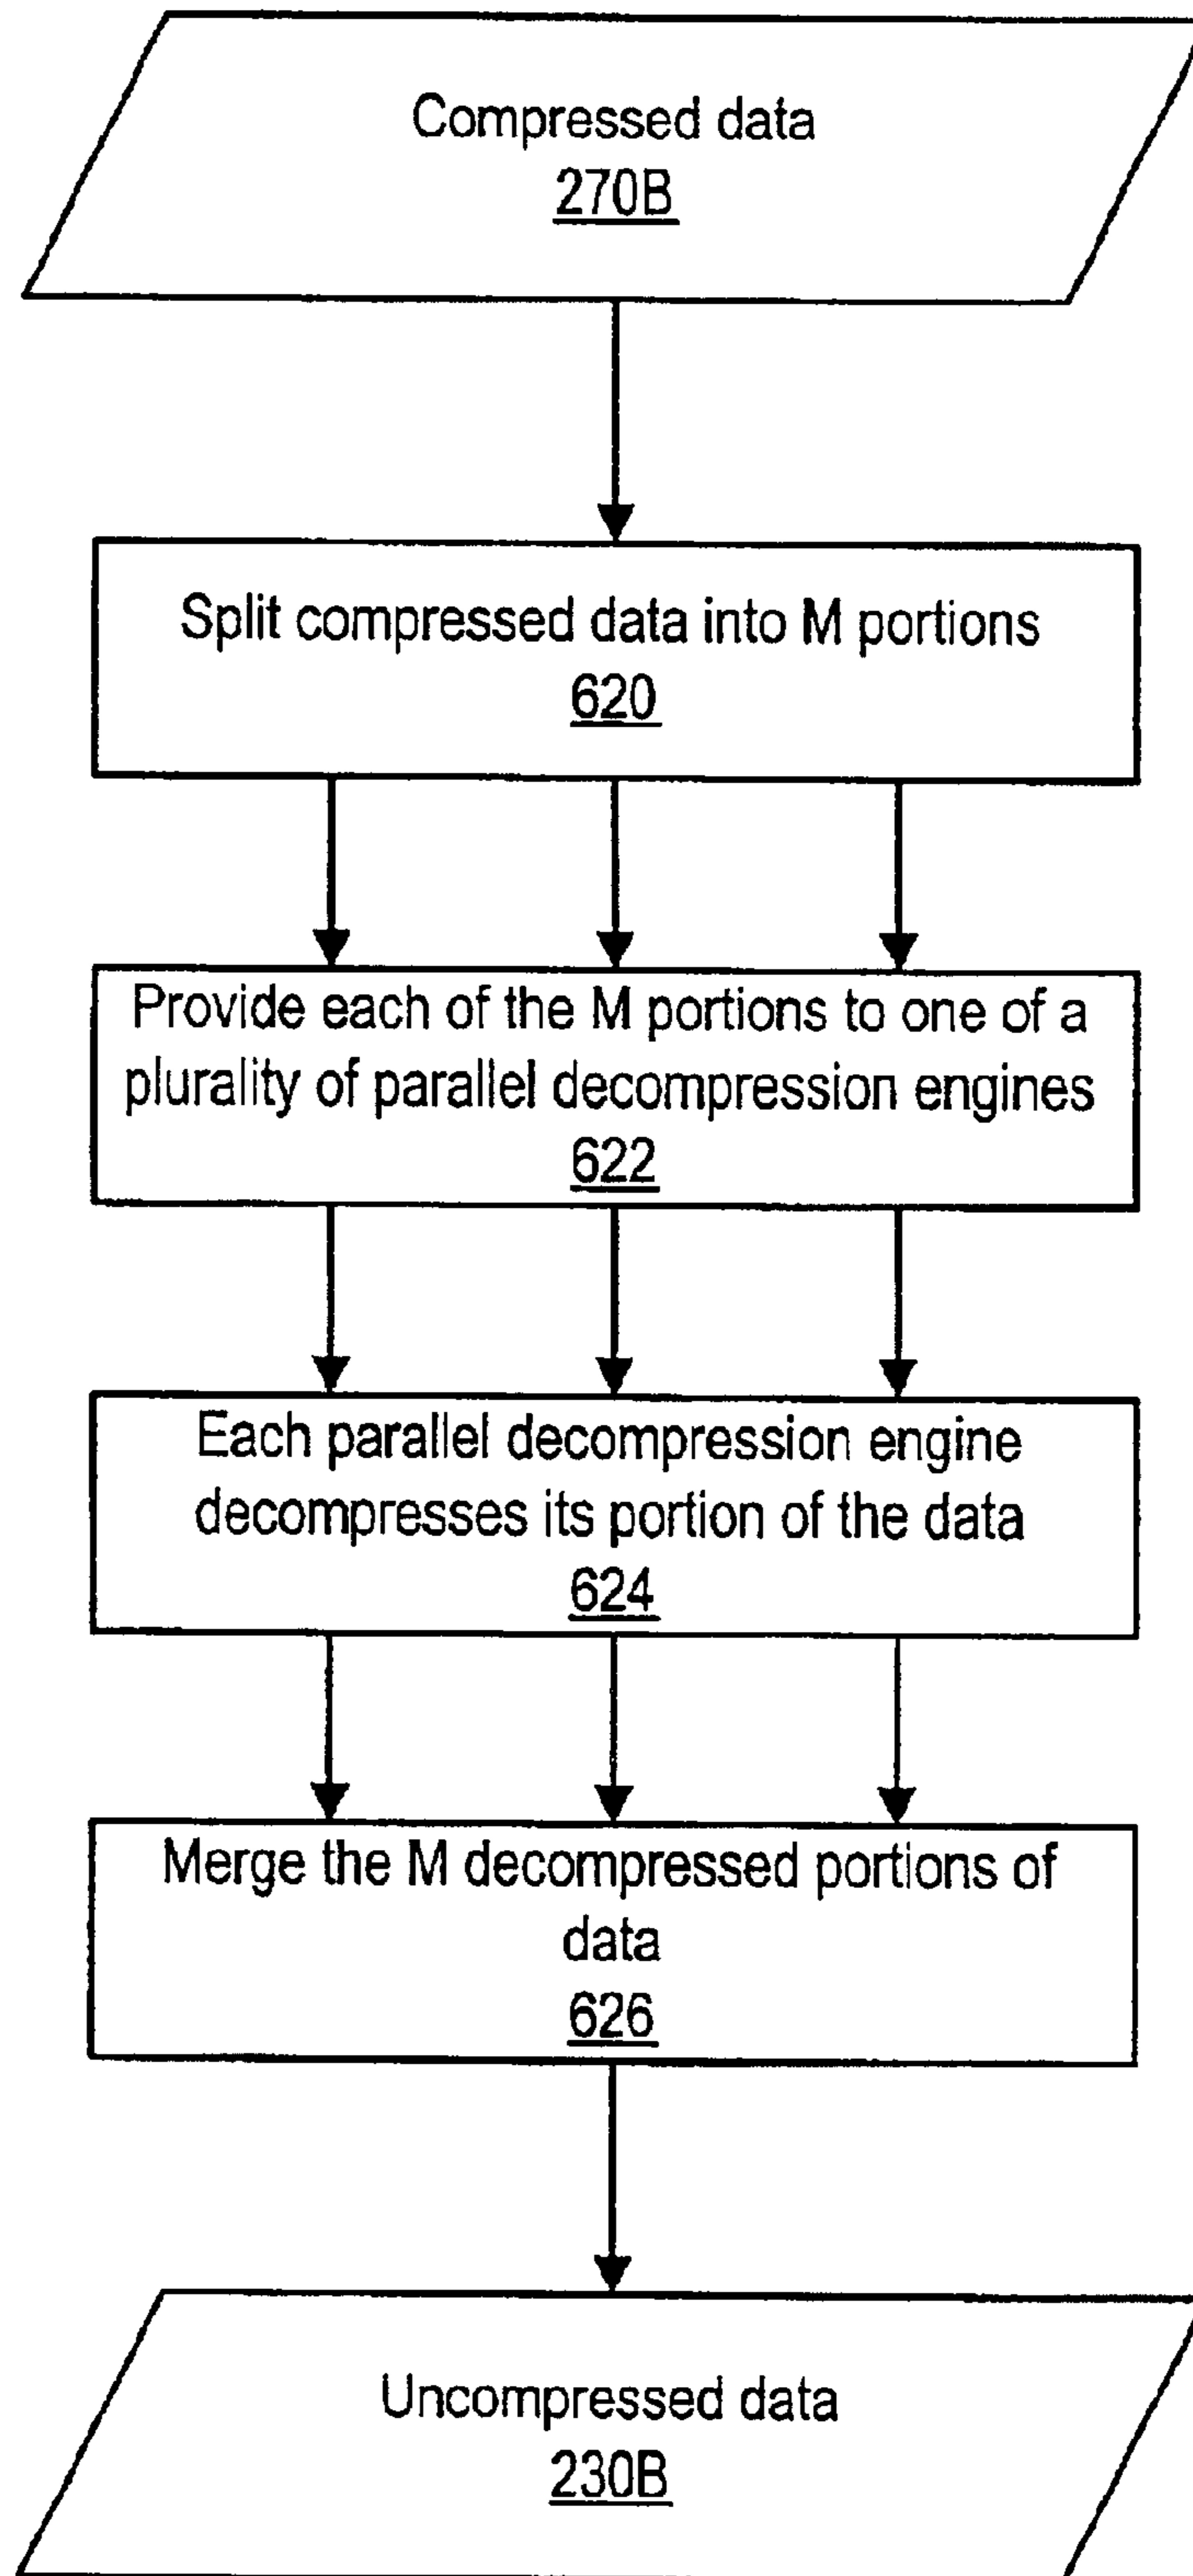 Compressed data
270B
Split compressed data into M portions
620
Provide each of the M portions to one of a
plurality of parallel decompression engines
622
Each parallel decompression engine
decompresses its portion of the data
624
Merge the M decompressed portions of
data
626
Uncompressed data
230B